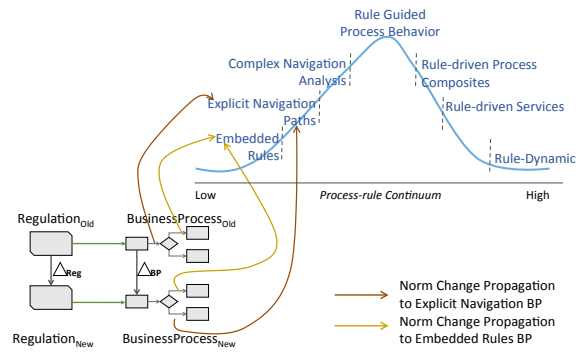 Rule Guided
Process Behavior
Complex Navigation
Analysis
Rule-driven Process
Composites
Explicit Navigation
Paths
Rule-driven Services
Embedded
Rules
Rule-Dynamic
Low
Process-rule Continuum
High
RegulationOld
BusinessProcessOld
△Reg
△BP
RegulationNew
BusinessProcessNew
Norm Change Propagation
to Explicit Navigation BP
Norm Change Propagation
to Embedded Rules BP